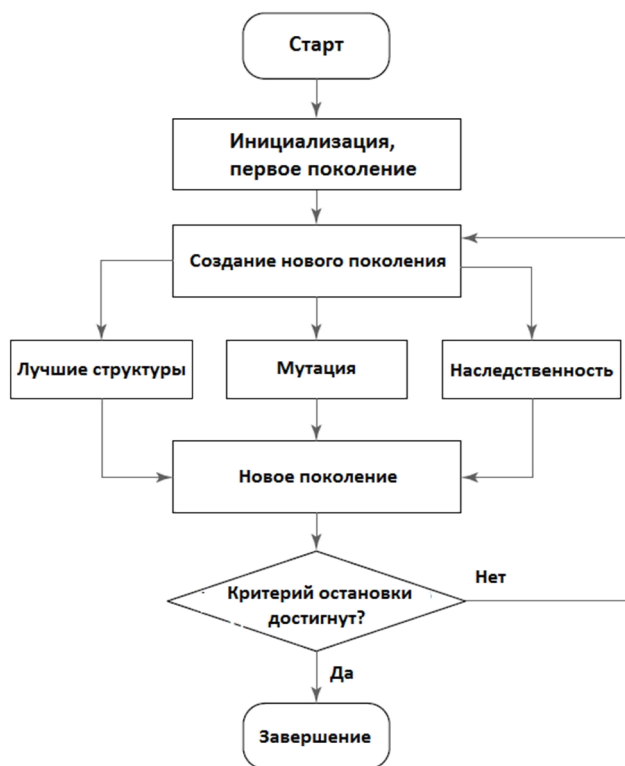 Старт
Инициализация,
первое поколение
Создание нового поколения
Лучшие структуры
Мутация
Наследственность
Новое поколение
Критерий остановки
достигнут?
Нет
Да
Завершение